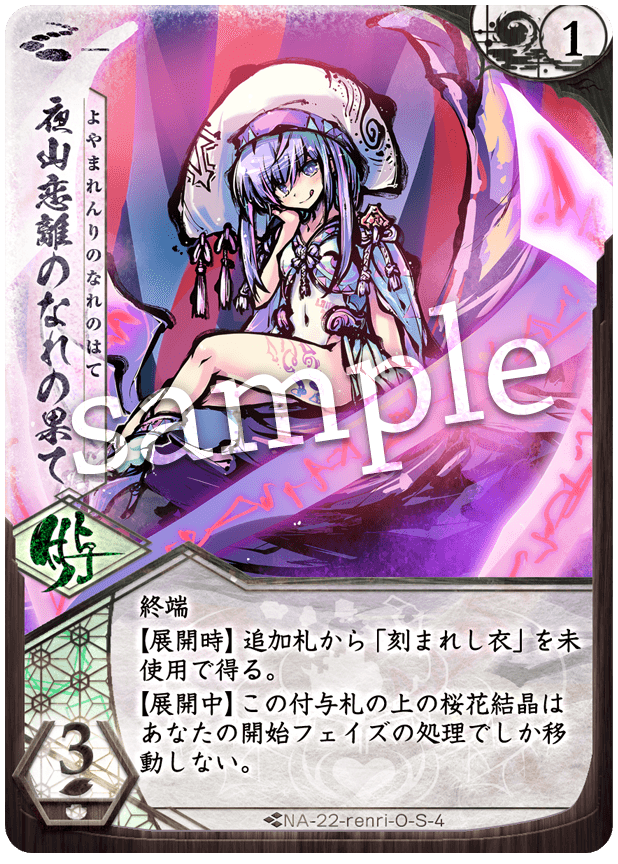 1
夜山恋離のなれの果て
よやまれんりのなれのはて
sample
付与
3
終端
【展開時】追加札から「刻まれし衣」を未
使用で得る。
【展開中】この付与札の上の桜花結晶は
あなたの開始フェイズの処理でしか移
動しない。
NA-22-renri-O-S-4